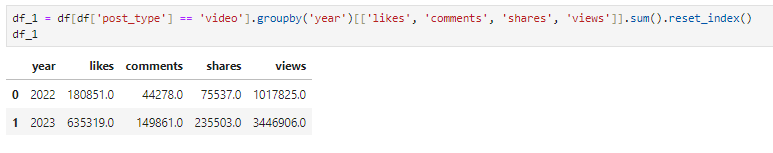 df_1 = df[df['post_type'] == 'video'].groupby('year')[['likes', 'comments', 'shares', 'views']].sum().reset_index()
df_1
year likes comments shares views
0 2022 180851.0 44278.0 75537.0 1017825.0
1 2023 635319.0 149861.0 235503.0 3446906.0